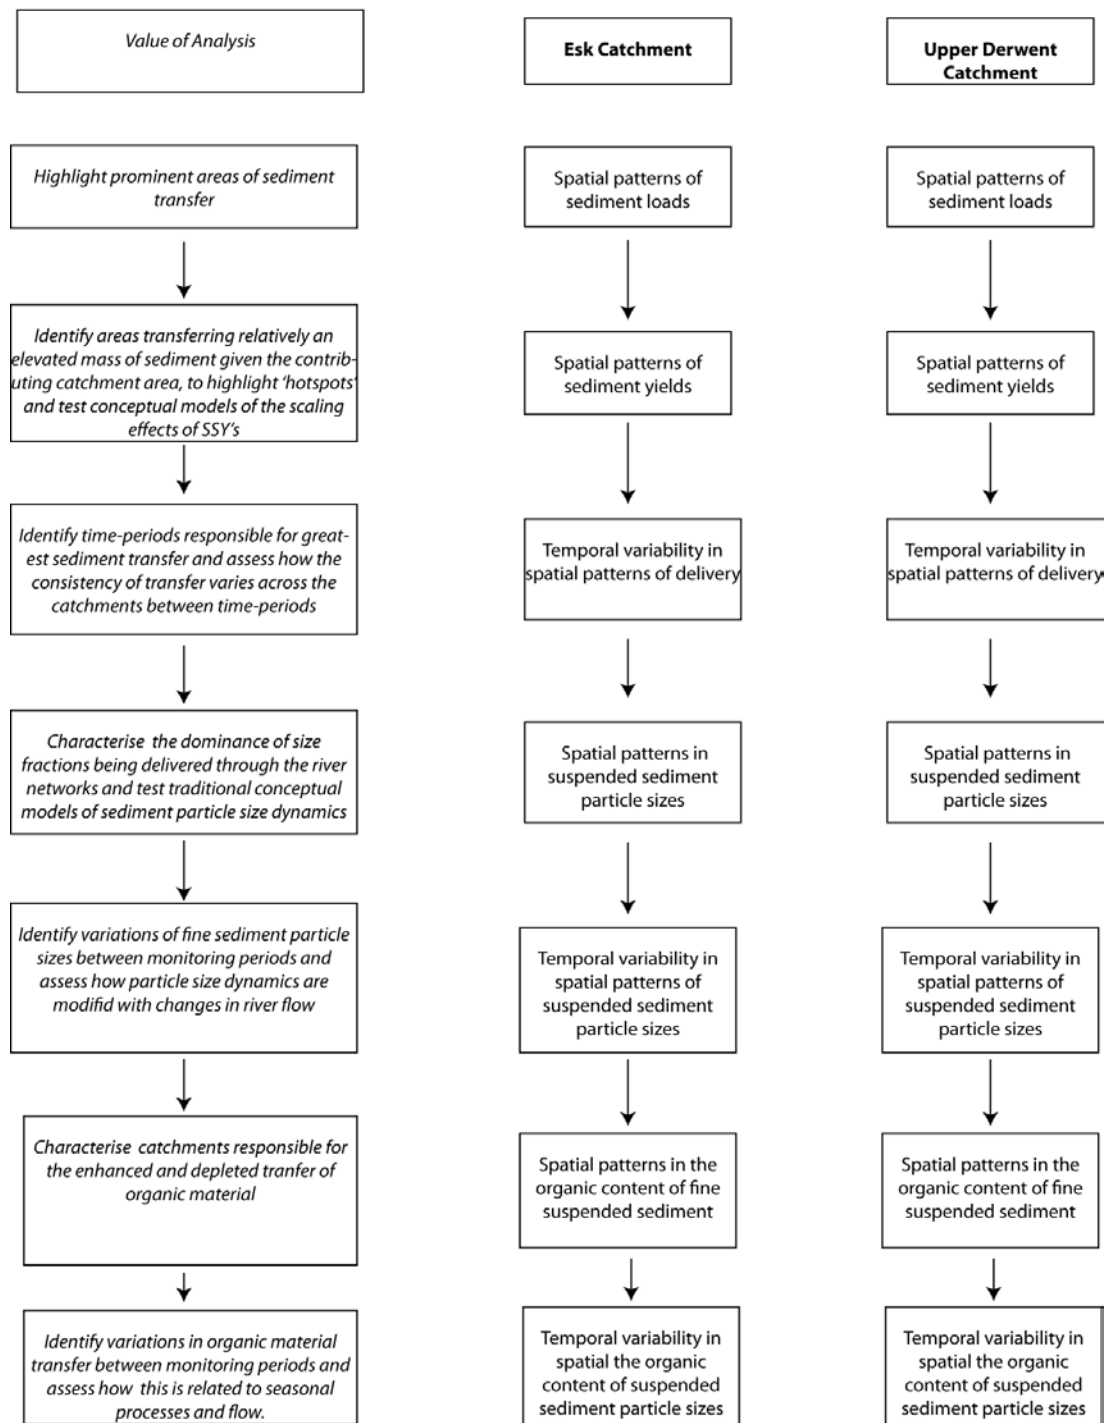 Value of Analysis
Esk Catchment
Upper Derwent
Catchment
Highlight prominent areas of sediment
transfer
Spatial patterns of
sediment loads
Spatial patterns of
sediment loads
Identify areas transferring relatively an
elevated mass of sediment given the contrib-
uting catchment area, to highlight ‘hotspots’
and test conceptual models of the scaling
effects of SSY's
Spatial patterns of
sediment yields
Spatial patterns of
sediment yields
Identify time-periods responsible for great-
est sediment transfer and assess how the
consistency of transfer varies across the
catchments between time-periods
Temporal variability in
spatial patterns of delivery
Temporal variability in
spatial patterns of delivery
Characterise the dominance of size
fractions being delivered through the river
networks and test traditional conceptual
models of sediment particle size dynamics
Spatial patterns in
suspended sediment
particle sizes
Spatial patterns in
suspended sediment
particle sizes
Identify variations of fine sediment particle
sizes between monitoring periods and
assess how particle size dynamics are
modifid with changes in river flow
Temporal variability in
spatial patterns of
suspended sediment
particle sizes
Temporal variability in
spatial patterns of
suspended sediment
particle sizes
Characterise catchments responsible for
the enhanced and depleted tranfer of
organic material
Spatial patterns in the
organic content of fine
suspended sediment
Spatial patterns in the
organic content of fine
suspended sediment
Identify variations in organic material
transfer between monitoring periods and
assess how this is related to seasonal
processes and flow.
Temporal variability in
spatial the organic
content of suspended
sediment particle sizes
Temporal variability in
spatial the organic
content of suspended
sediment particle sizes